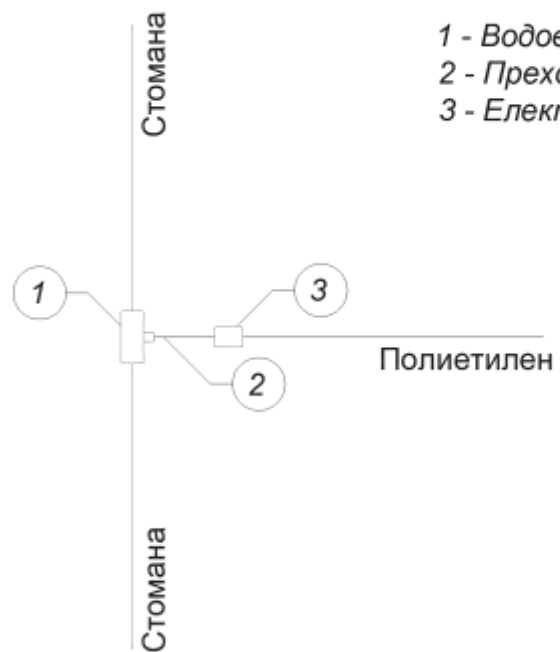 1 - Водое
2 - Прехо
3 - Елект
Стомана
1
3
Полиетилен
2
Стомана